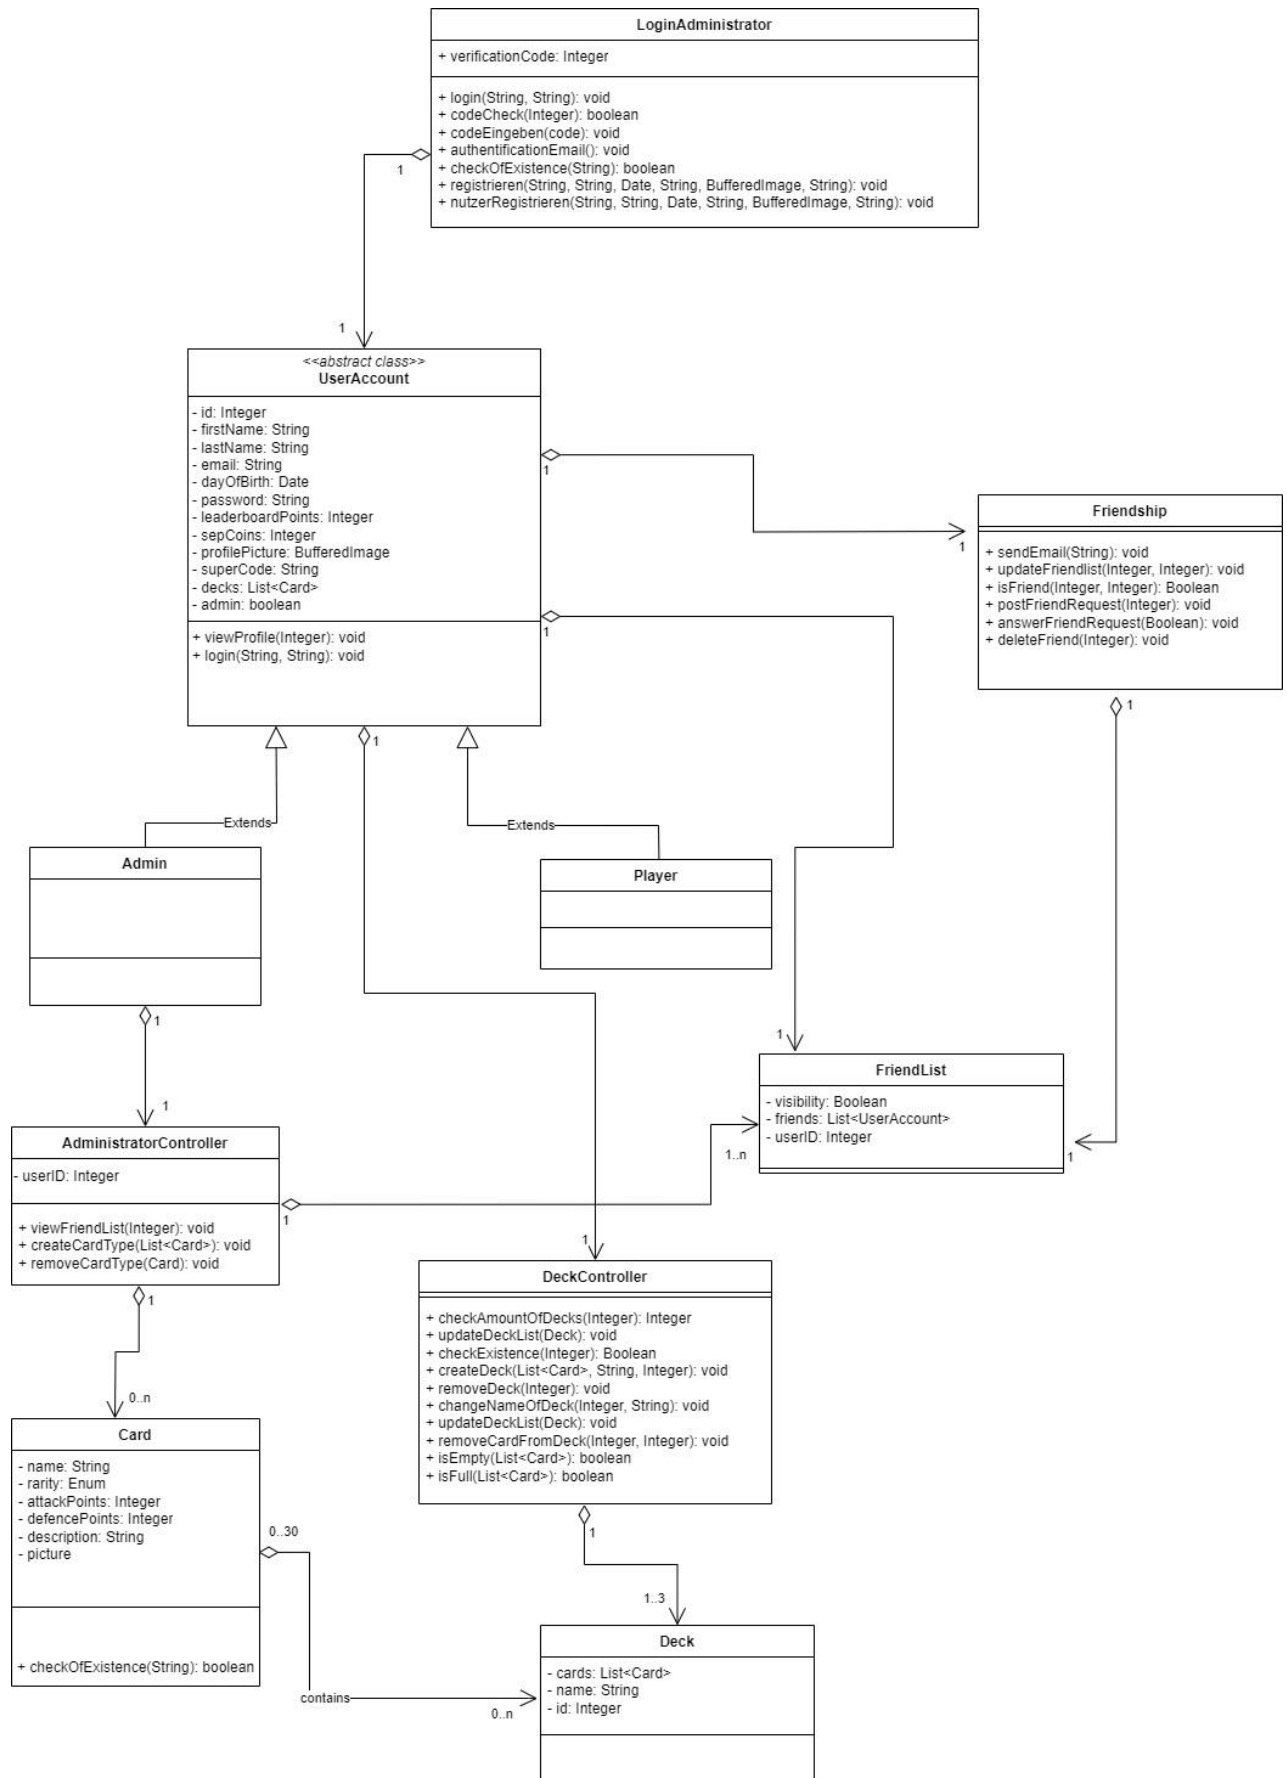 LoginAdministrator
+ verificationCode: Integer
+ login(String, String): void
+ codeCheck(Integer): boolean
+ codeEingeben(code): void
+ authentificationEmail(): void
+ checkOfExistence(String): boolean
+ registrieren(String, String, Date, String, BufferedImage, String): void
+ nutzerRegistrieren(String, String, Date, String, BufferedImage, String): void
1
1
<<abstract class>>
UserAccount
- id: Integer
- firstName: String
- lastName: String
- email: String
- dayOfBirth: Date
- password: String
- leaderboardPoints: Integer
- sepCoins: Integer
- profilePicture: BufferedImage
- superCode: String
- decks: List<Card>
- admin: boolean
+ viewProfile(Integer): void
+ login(String, String): void
1
1
1
1
Friendship
+ sendEmail(String): void
+ updateFriendlist(Integer, Integer): void
+ isFriend(Integer, Integer): Boolean
+ postFriendRequest(Integer): void
+ answerFriendRequest(Boolean): void
+ deleteFriend(Integer): void
1
Extends
Extends
Admin
Player
1
1
1
FriendList
- visibility: Boolean
- friends: List<UserAccount>
- userID: Integer
1
AdministratorController
- userID: Integer
+ viewFriendList(Integer): void
+ createCardType(List<Card>): void
+ removeCardType(Card): void
1
1..n
1
1
DeckController
+ checkAmountOfDecks(Integer): Integer
+ updateDeckList(Deck): void
+ checkExistence(Integer): Boolean
+ createDeck(List<Card>, String, Integer): void
+ removeDeck(Integer): void
+ changeNameOfDeck(Integer, String): void
+ updateDeckList(Deck): void
+ removeCardFromDeck(Integer, Integer): void
+ isEmpty(List<Card>): boolean
+ isFull(List<Card>): boolean
0..n
Card
- name: String
- rarity: Enum
- attackPoints: Integer
- defencePoints: Integer
- description: String
- picture
+ checkOfExistence(String): boolean
0..30
1
1..3
contains
0..n
Deck
- cards: List<Card>
- name: String
- id: Integer